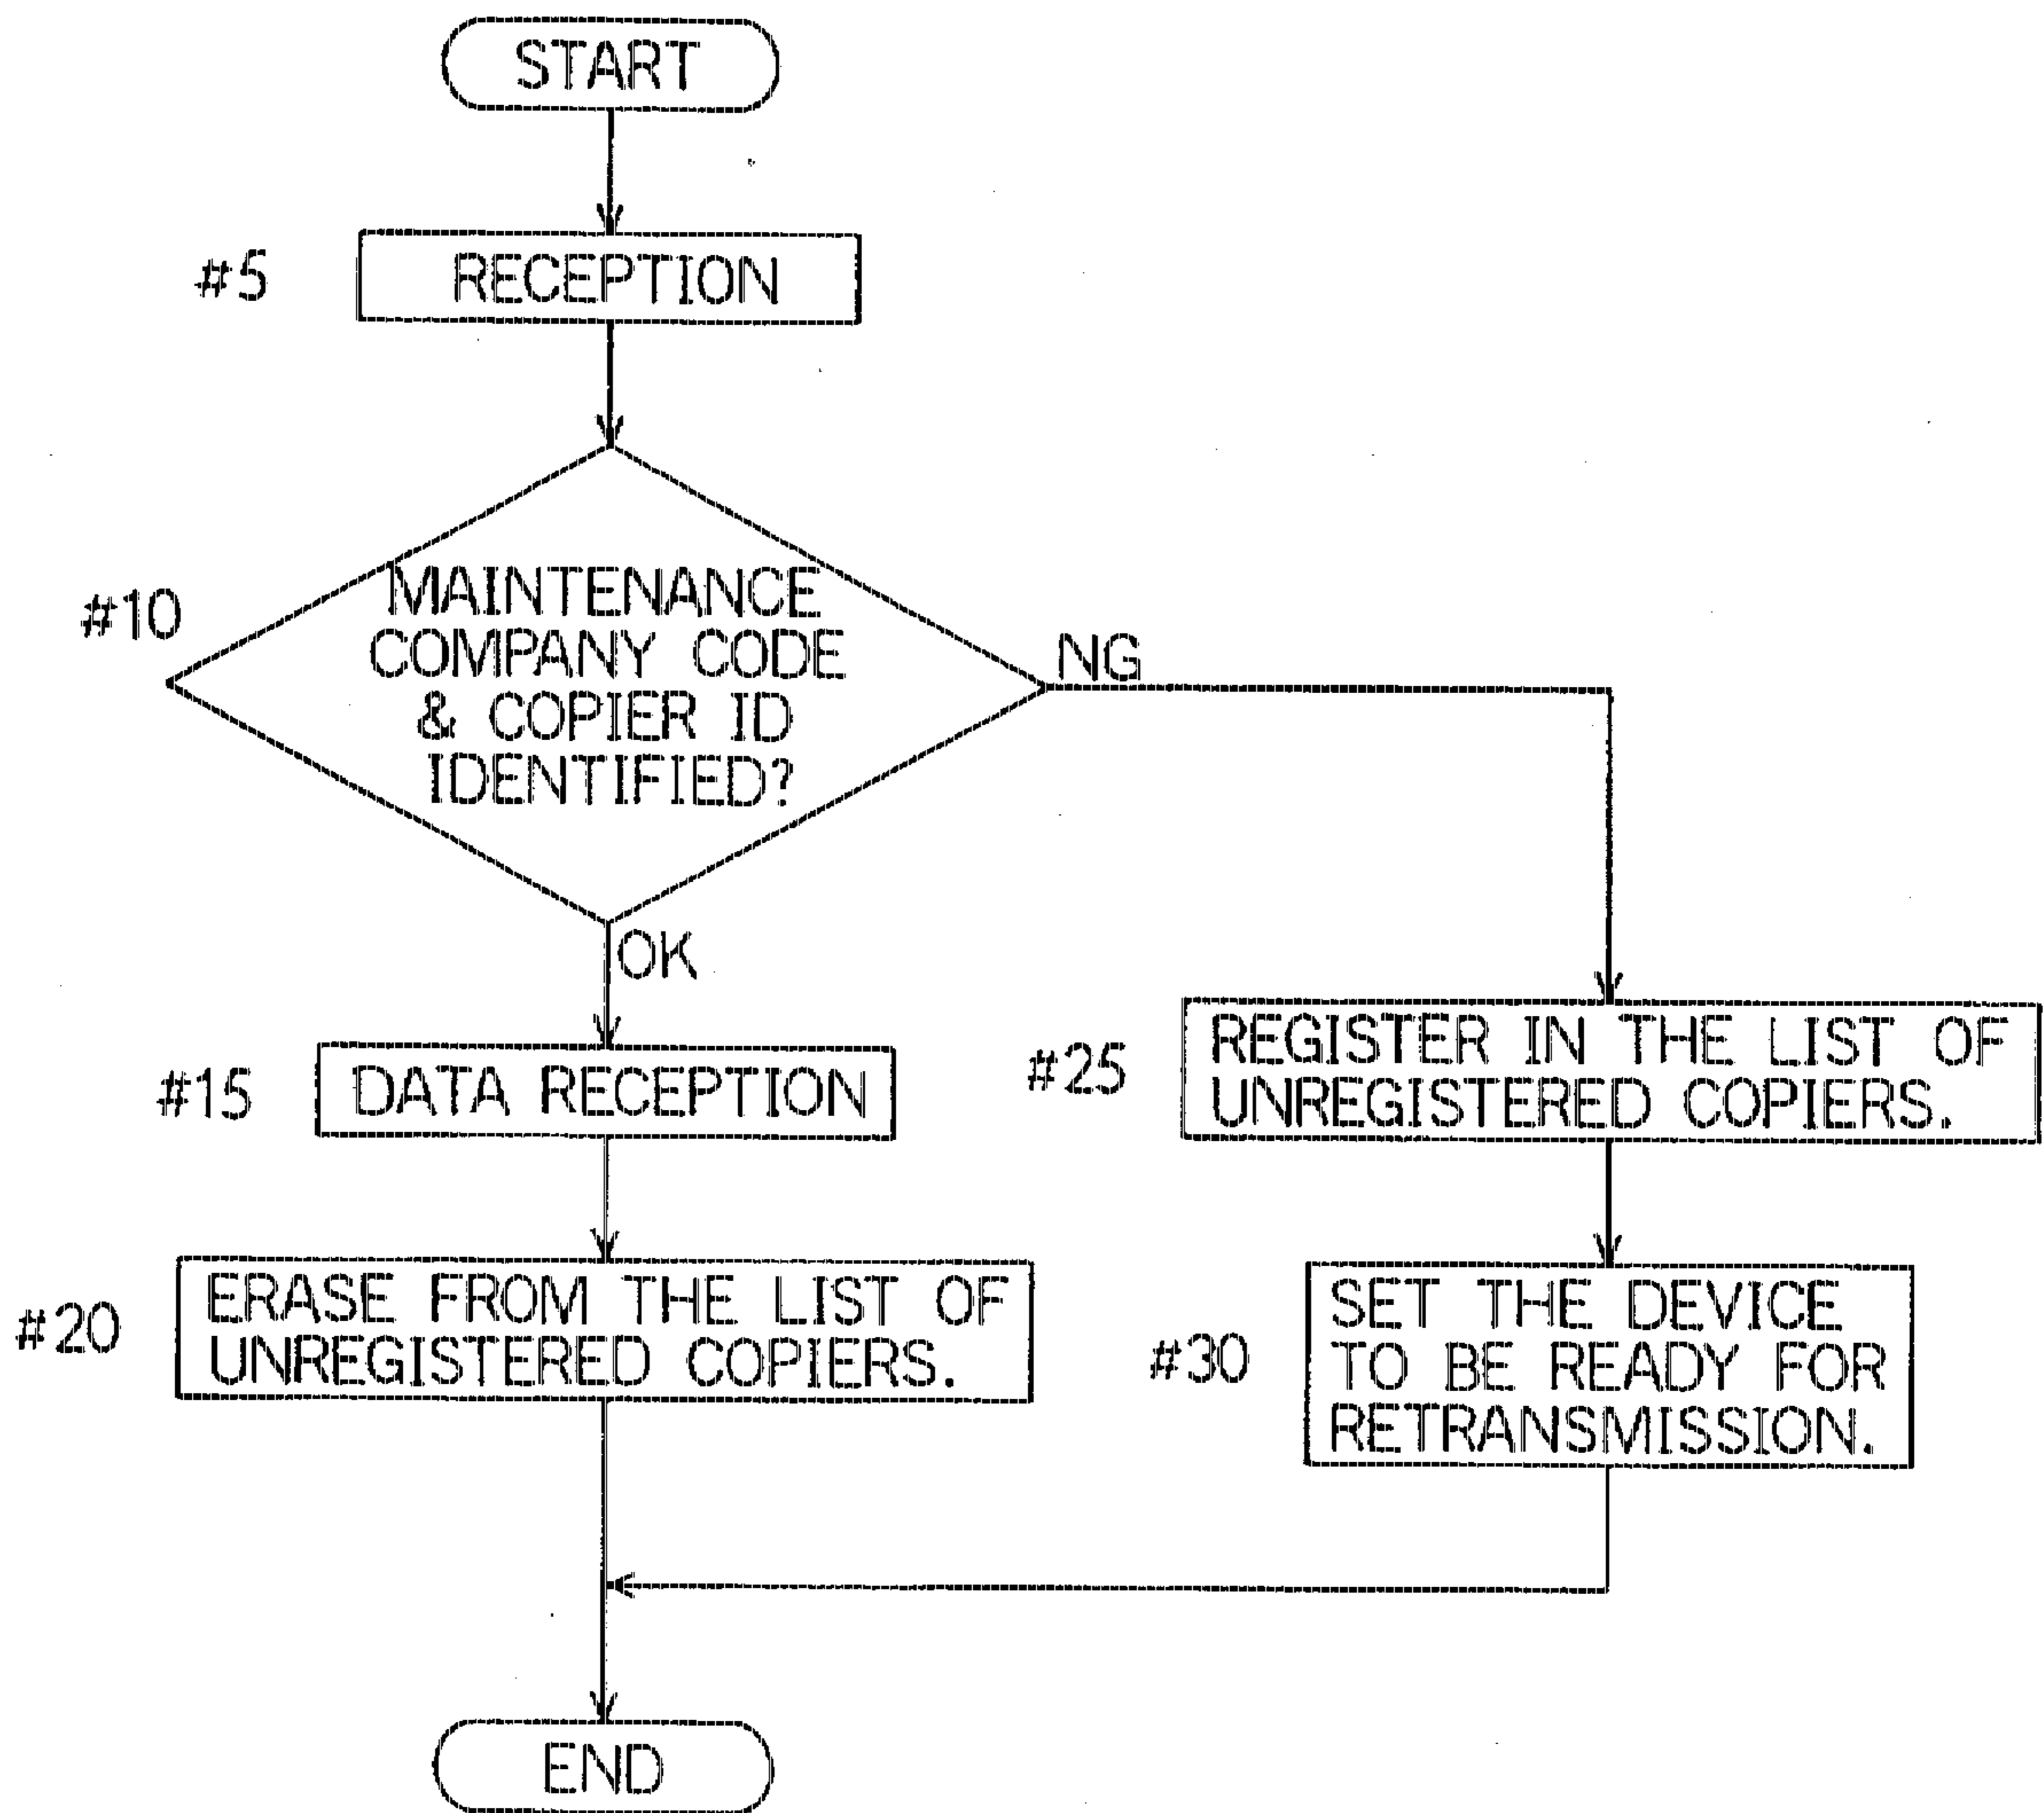 START
#5
RECEPTION
#10
MAINTENANCE
COMPANY CODE
& COPIER ID
IDENTIFIED?
NG
OK
#15
DATA RECEPTION
#20
ERASE FROM THE LIST OF
UNREGISTERED COPIERS.
#25
REGISTER IN THE LIST OF
UNREGISTERED COPIERS.
#30
SET THE DEVICE
TO BE READY FOR
RETRANSMISSION.
END